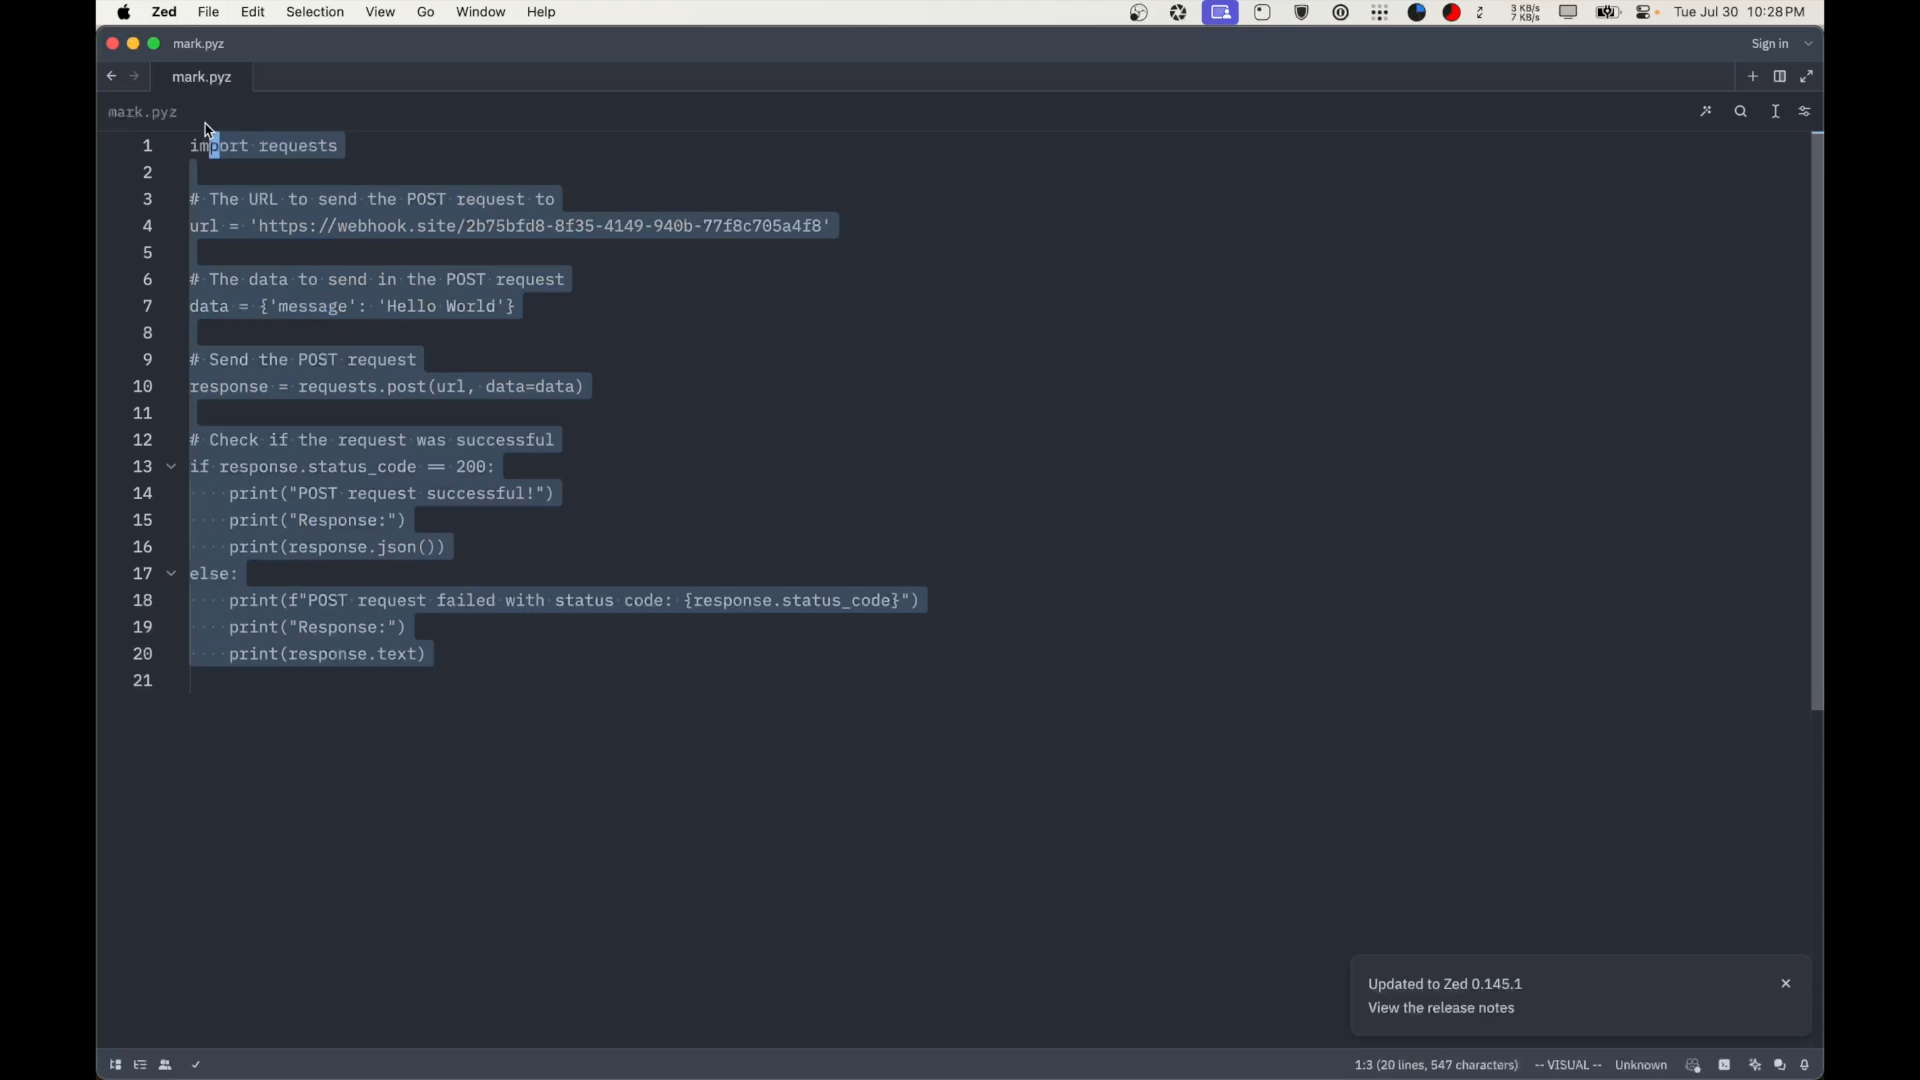 Zed File Edit Selection View Go Window Help 3 KB/s 7 KB/s Tue Jul 30 10:28 PM
mark.pyz Sign in
mark.pyz
mark.pyz
1 import requests
2
3 # The URL to send the POST request to
4 url = 'https://webhook.site/2b75bfd8-8f35-4149-940b-77f8c705a4f8'
5
6 # The data to send in the POST request
7 data = {'message': 'Hello World'}
8
9 # Send the POST request
10 response = requests.post(url, data=data)
11
12 # Check if the request was successful
13 if response.status_code == 200:
14 print("POST request successful!")
15 print("Response:")
16 print(response.json())
17 else:
18 print(f"POST request failed with status code: {response.status_code}")
19 print("Response:")
20 print(response.text)
21
Updated to Zed 0.145.1
View the release notes
1:3 (20 lines, 547 characters) -- VISUAL -- Unknown